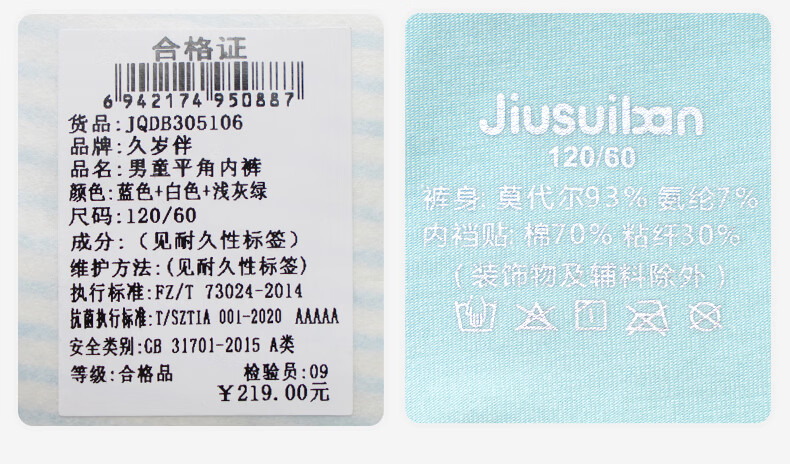 合格证
6 942174 950887
货品:JQDB305106
品牌:久岁伴
品名:男童平角内裤
颜色:蓝色+白色+浅灰绿
尺码:120/60
成分:（见耐久性标签）
维护方法:(见耐久性标签)
执行标准:FZ/T 73024-2014
抗菌执行标准:T/SZTIA 001-2020 AAAAA
安全类别:GB 31701-2015 A类
等级:合格品 检验员:09
￥219.00元
Jiusuiban
120/60
裤身: 莫代尔93% 氨纶7%
内裆贴: 棉70% 粘纤30%
（装饰物及辅料除外）